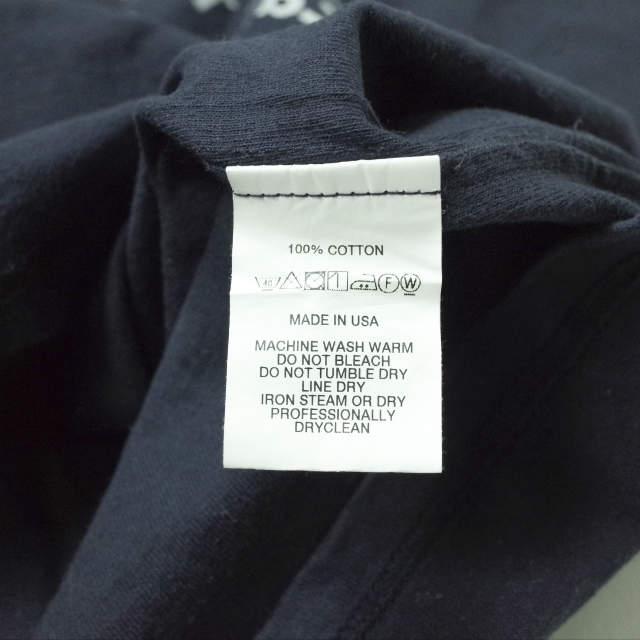 100% COTTON
40 F W
MADE IN USA
MACHINE WASH WARM
DO NOT BLEACH
DO NOT TUMBLE DRY
LINE DRY
IRON STEAM OR DRY
PROFESSIONALLY
DRYCLEAN